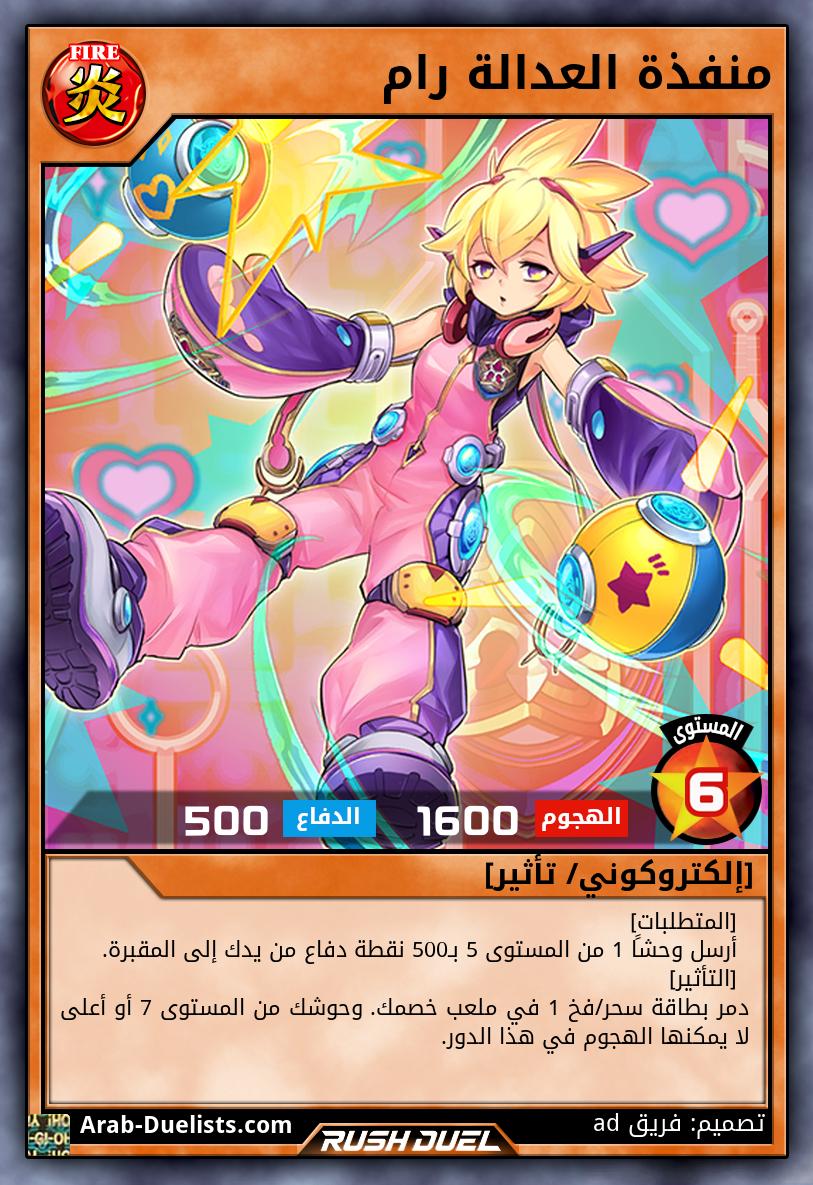 FIRE
炎
منفذة العدالة رام
المستوى
6
الهجوم 1600 الدفاع 500
[إلكتروكوني/ تأثير]
[المتطلبات]
أرسل وحشاً 1 من المستوى 5 بـ500 نقطة دفاع من يدك إلى المقبرة.
[التأثير]
دمر بطاقة سحر/فخ 1 في ملعب خصمك. وحوشك من المستوى 7 أو أعلى
لا يمكنها الهجوم في هذا الدور.
تصميم: فريق ad
Arab-Duelists.com
RUSH DUEL